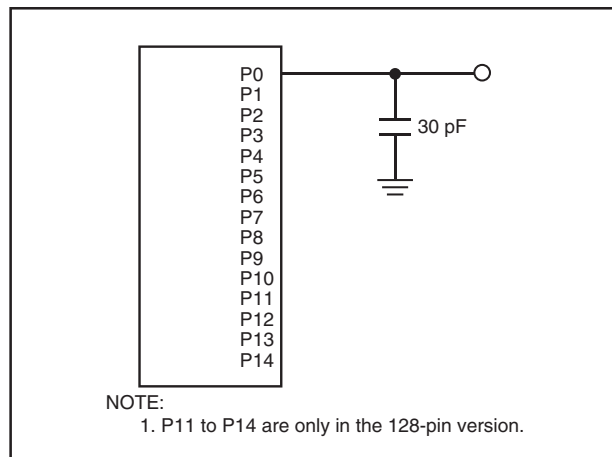 P0
P1
P2
P3
P4
P5
P6
P7
P8
P9
P10
P11
P12
P13
P14
30 pF
NOTE:
1. P11 to P14 are only in the 128-pin version.